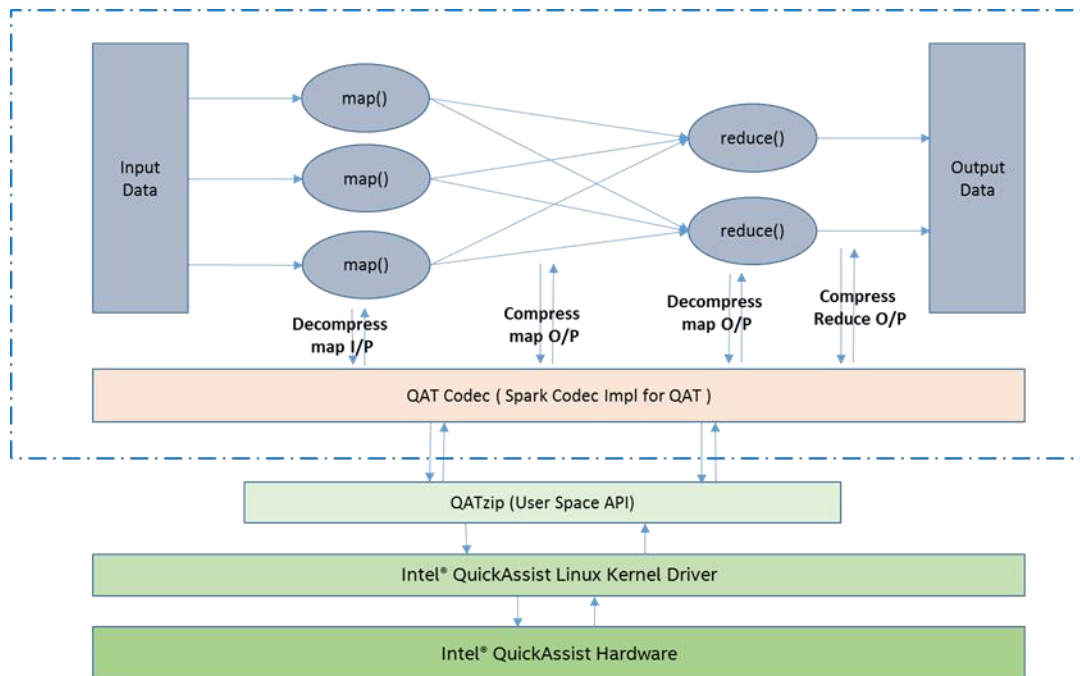 Input
Data
map()
map()
map()
reduce()
reduce()
Output
Data
Decompress
map I/P
Compress
map O/P
Decompress
map O/P
Compress
Reduce O/P
QAT Codec ( Spark Codec Impl for QAT )
QATzip (User Space API)
Intel® QuickAssist Linux Kernel Driver
Intel® QuickAssist Hardware